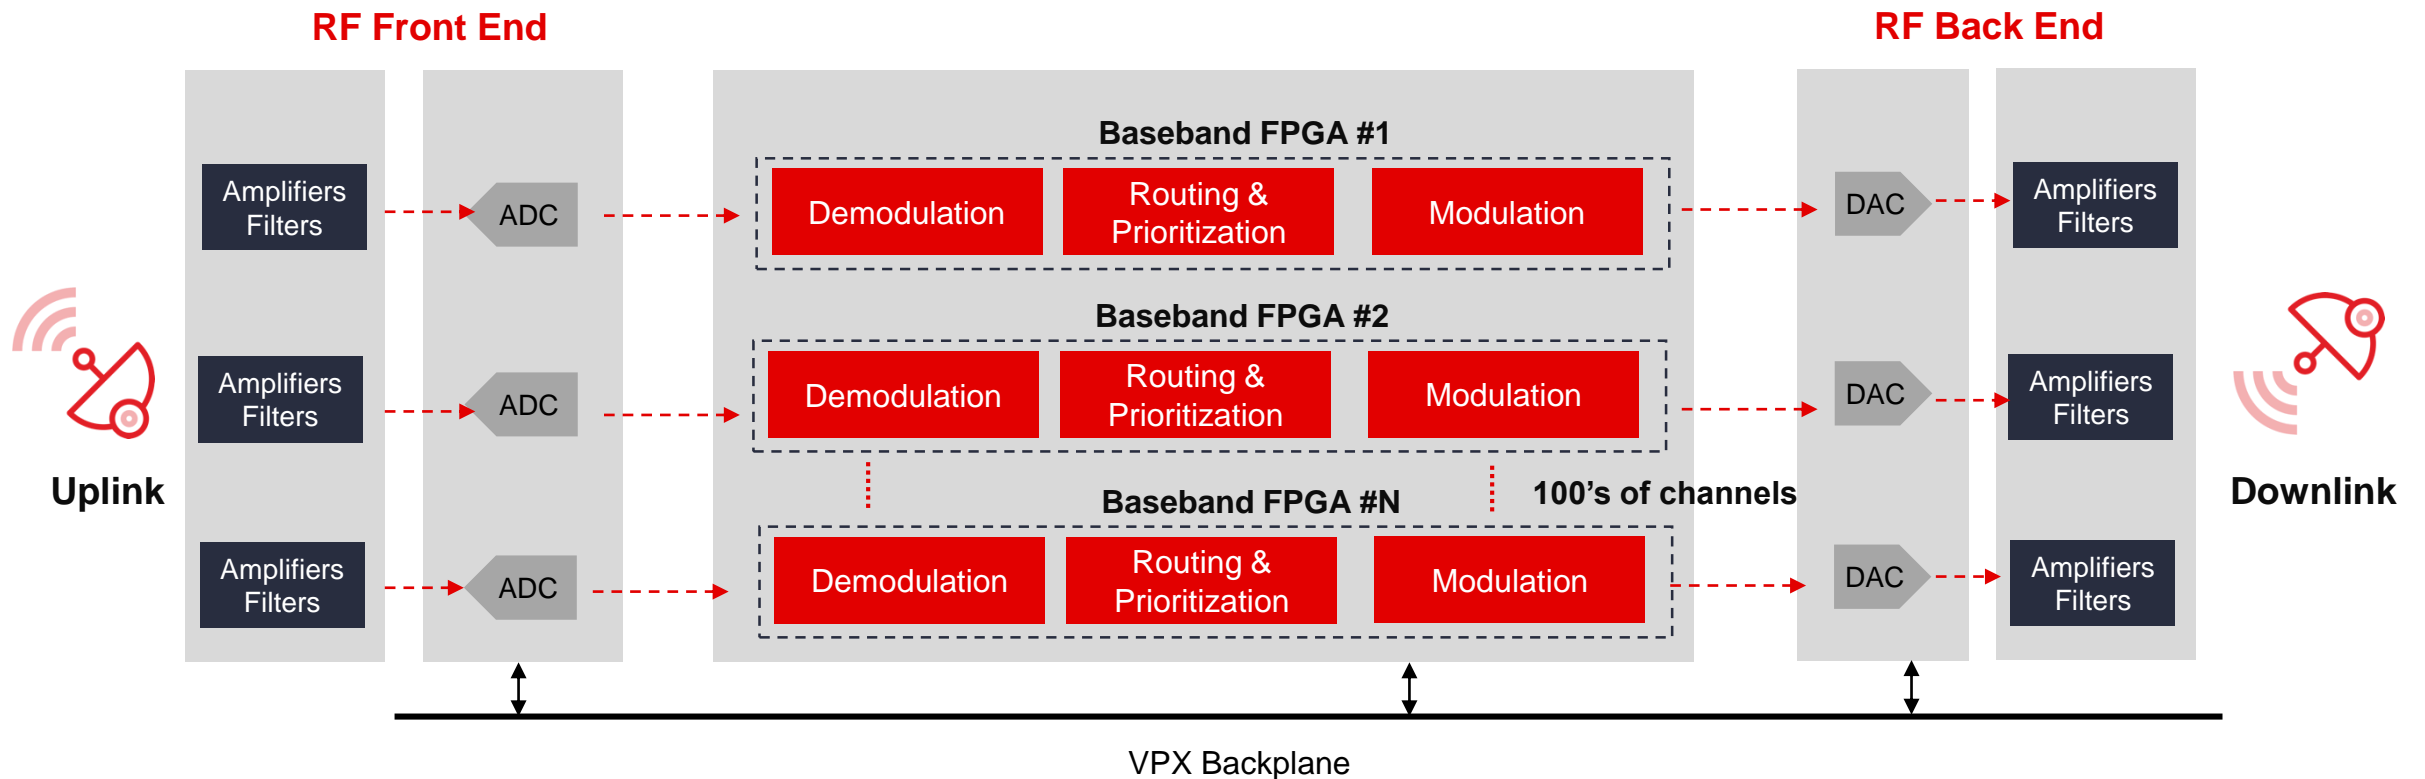 RF Front End
RF Back End
Baseband FPGA #1
Amplifiers
Filters
ADC
Demodulation
Routing &
Prioritization
Modulation
DAC
Amplifiers
Filters
Baseband FPGA #2
Amplifiers
Filters
ADC
Demodulation
Routing &
Prioritization
Modulation
DAC
Amplifiers
Filters
Uplink
Baseband FPGA #N
100’s of channels
Downlink
Amplifiers
Filters
ADC
Demodulation
Routing &
Prioritization
Modulation
DAC
Amplifiers
Filters
VPX Backplane